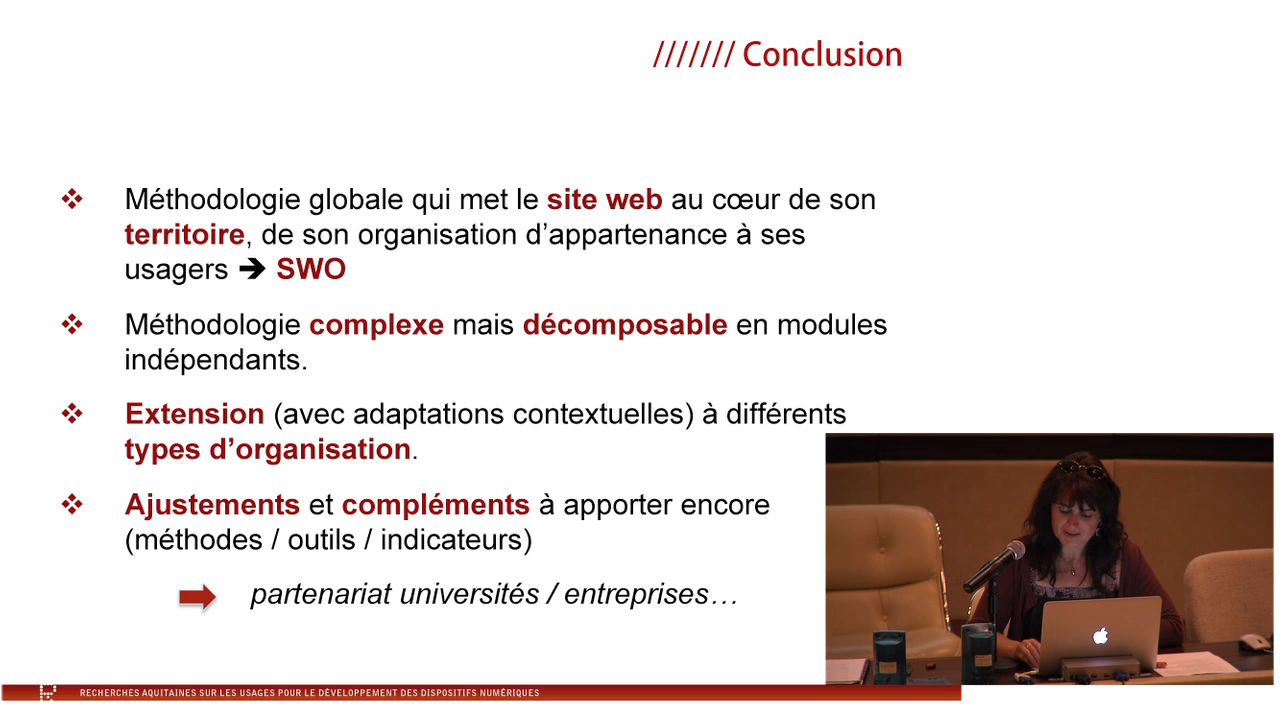 /////// Conclusion
❖ Méthodologie globale qui met le site web au cœur de son
territoire, de son organisation d’appartenance à ses
usagers ➔ SWO
❖ Méthodologie complexe mais décomposable en modules
indépendants.
❖ Extension (avec adaptations contextuelles) à différents
types d’organisation.
❖ Ajustements et compléments à apporter encore
(méthodes / outils / indicateurs)
partenariat universités / entreprises…
RECHERCHES AQUITAINES SUR LES USAGES POUR LE DÉVELOPPEMENT DES DISPOSITIFS NUMÉRIQUES